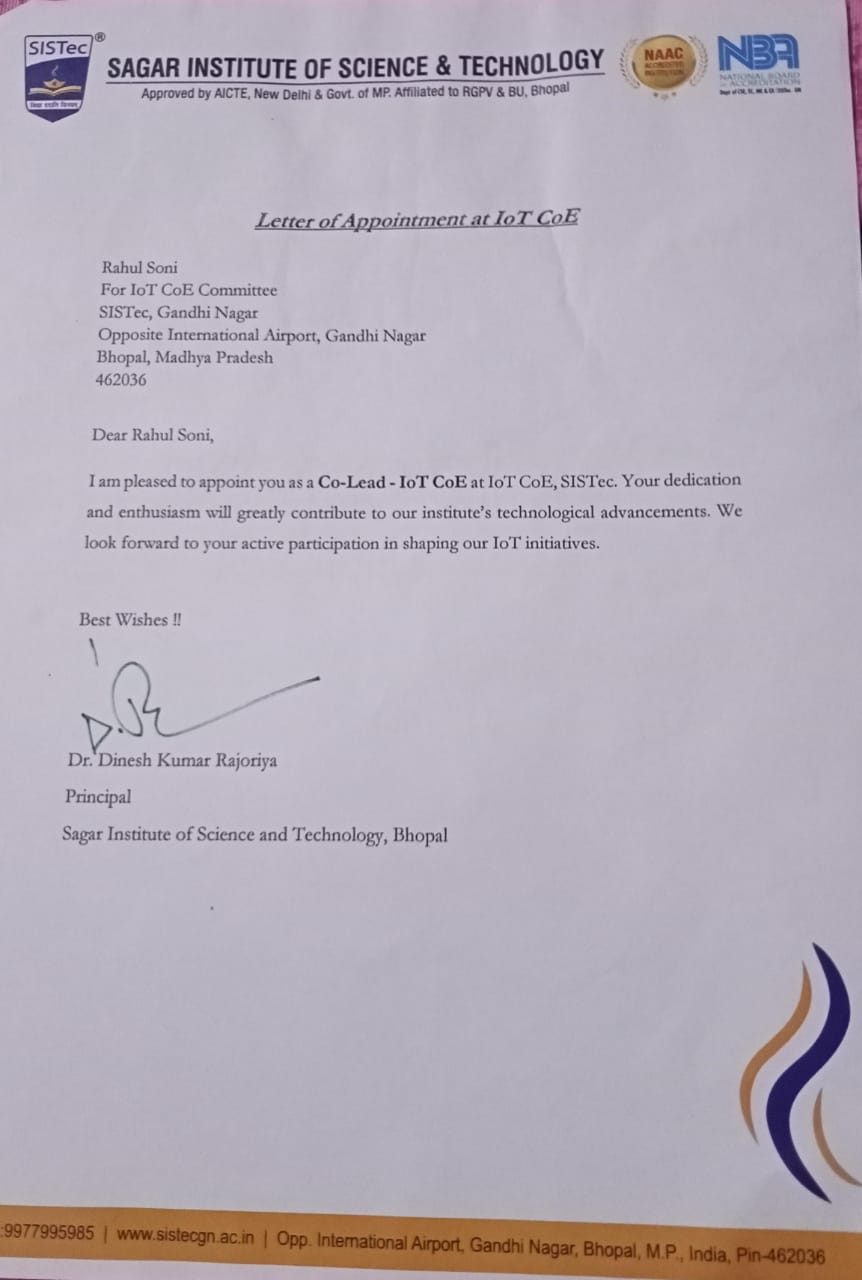 SISTec®
SAGAR INSTITUTE OF SCIENCE & TECHNOLOGY
Approved by AICTE, New Delhi & Govt. of MP. Affiliated to RGPV & BU, Bhopal
NAAC
ACCREDITED
INSTITUTION
NBA
NATIONAL BOARD
OF ACCREDITATION
Letter of Appointment at IoT CoE
Rahul Soni
For IoT CoE Committee
SISTec, Gandhi Nagar
Opposite International Airport, Gandhi Nagar
Bhopal, Madhya Pradesh
462036
Dear Rahul Soni,
I am pleased to appoint you as a Co-Lead - IoT CoE at IoT CoE, SISTec. Your dedication
and enthusiasm will greatly contribute to our institute's technological advancements. We
look forward to your active participation in shaping our IoT initiatives.
Best Wishes !!
D.R
Dr. Dinesh Kumar Rajoriya
Principal
Sagar Institute of Science and Technology, Bhopal
:9977995985 | www.sistecgn.ac.in | Opp. International Airport, Gandhi Nagar, Bhopal, M.P., India, Pin-462036